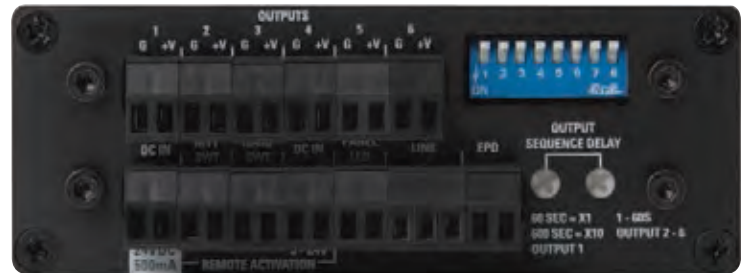 OUTPUTS
1 2 3 4 5 6
G +V G +V G +V G +V G +V G +V
1 2 3 4 5 6 7 8
ON
DC IN DC IN LINE EPO
OUTPUT
SEQUENCE DELAY
60 SEC = X1
600 SEC = X10
OUTPUT 1
1 - 60S
OUTPUT 2 - 6
24V DC
500mA
REMOTE ACTIVATION